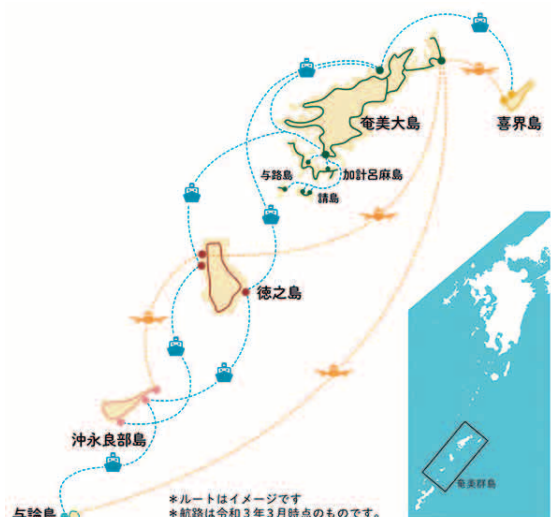 奄美大島
喜界島
与路島
加計呂麻島
請島
徳之島
沖永良部島
奄美群島
与論島
＊ルートはイメージです
＊航路は令和3年3月時点のものです。